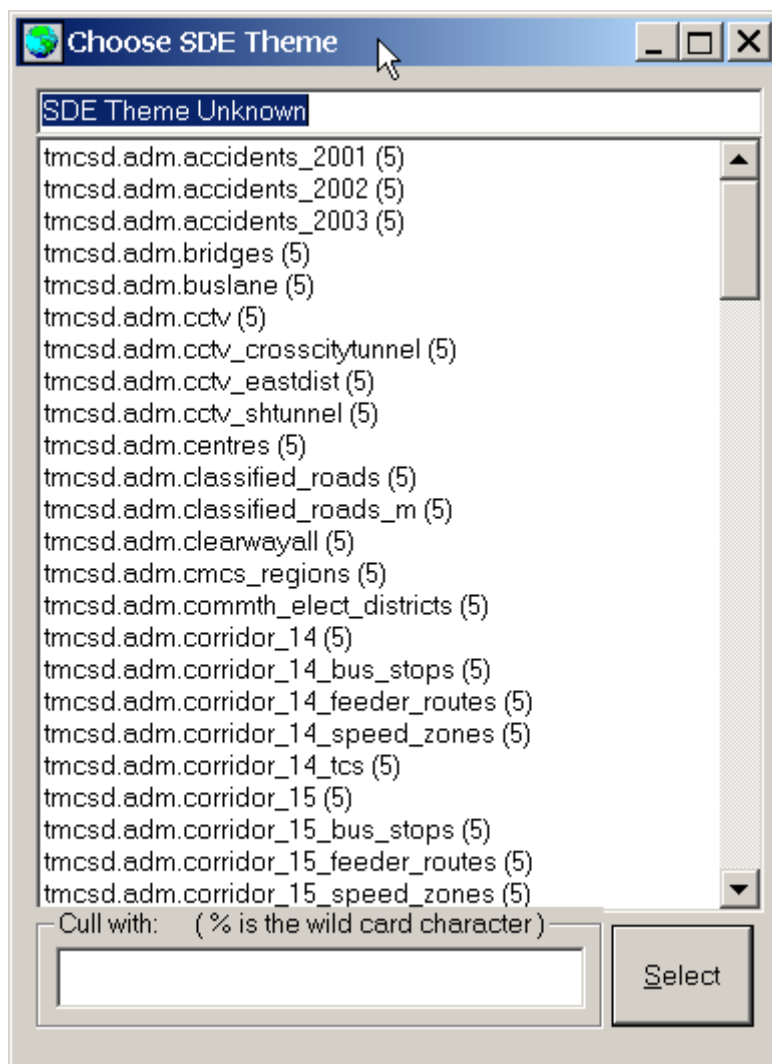 Choose SDE Theme
SDE Theme Unknown
tmcsd.adm.accidents_2001 (5)
tmcsd.adm.accidents_2002 (5)
tmcsd.adm.accidents_2003 (5)
tmcsd.adm.bridges (5)
tmcsd.adm.buslane (5)
tmcsd.adm.cctv (5)
tmcsd.adm.cctv_crosscitytunnel (5)
tmcsd.adm.cctv_eastdist (5)
tmcsd.adm.cctv_shtunnel (5)
tmcsd.adm.centres (5)
tmcsd.adm.classified_roads (5)
tmcsd.adm.classified_roads_m (5)
tmcsd.adm.clearwayall (5)
tmcsd.adm.cmcs_regions (5)
tmcsd.adm.commth_elect_districts (5)
tmcsd.adm.corridor_14 (5)
tmcsd.adm.corridor_14_bus_stops (5)
tmcsd.adm.corridor_14_feeder_routes (5)
tmcsd.adm.corridor_14_speed_zones (5)
tmcsd.adm.corridor_14_tcs (5)
tmcsd.adm.corridor_15 (5)
tmcsd.adm.corridor_15_bus_stops (5)
tmcsd.adm.corridor_15_feeder_routes (5)
tmcsd.adm.corridor_15_speed_zones (5)
Cull with: ( % is the wild card character )
Select